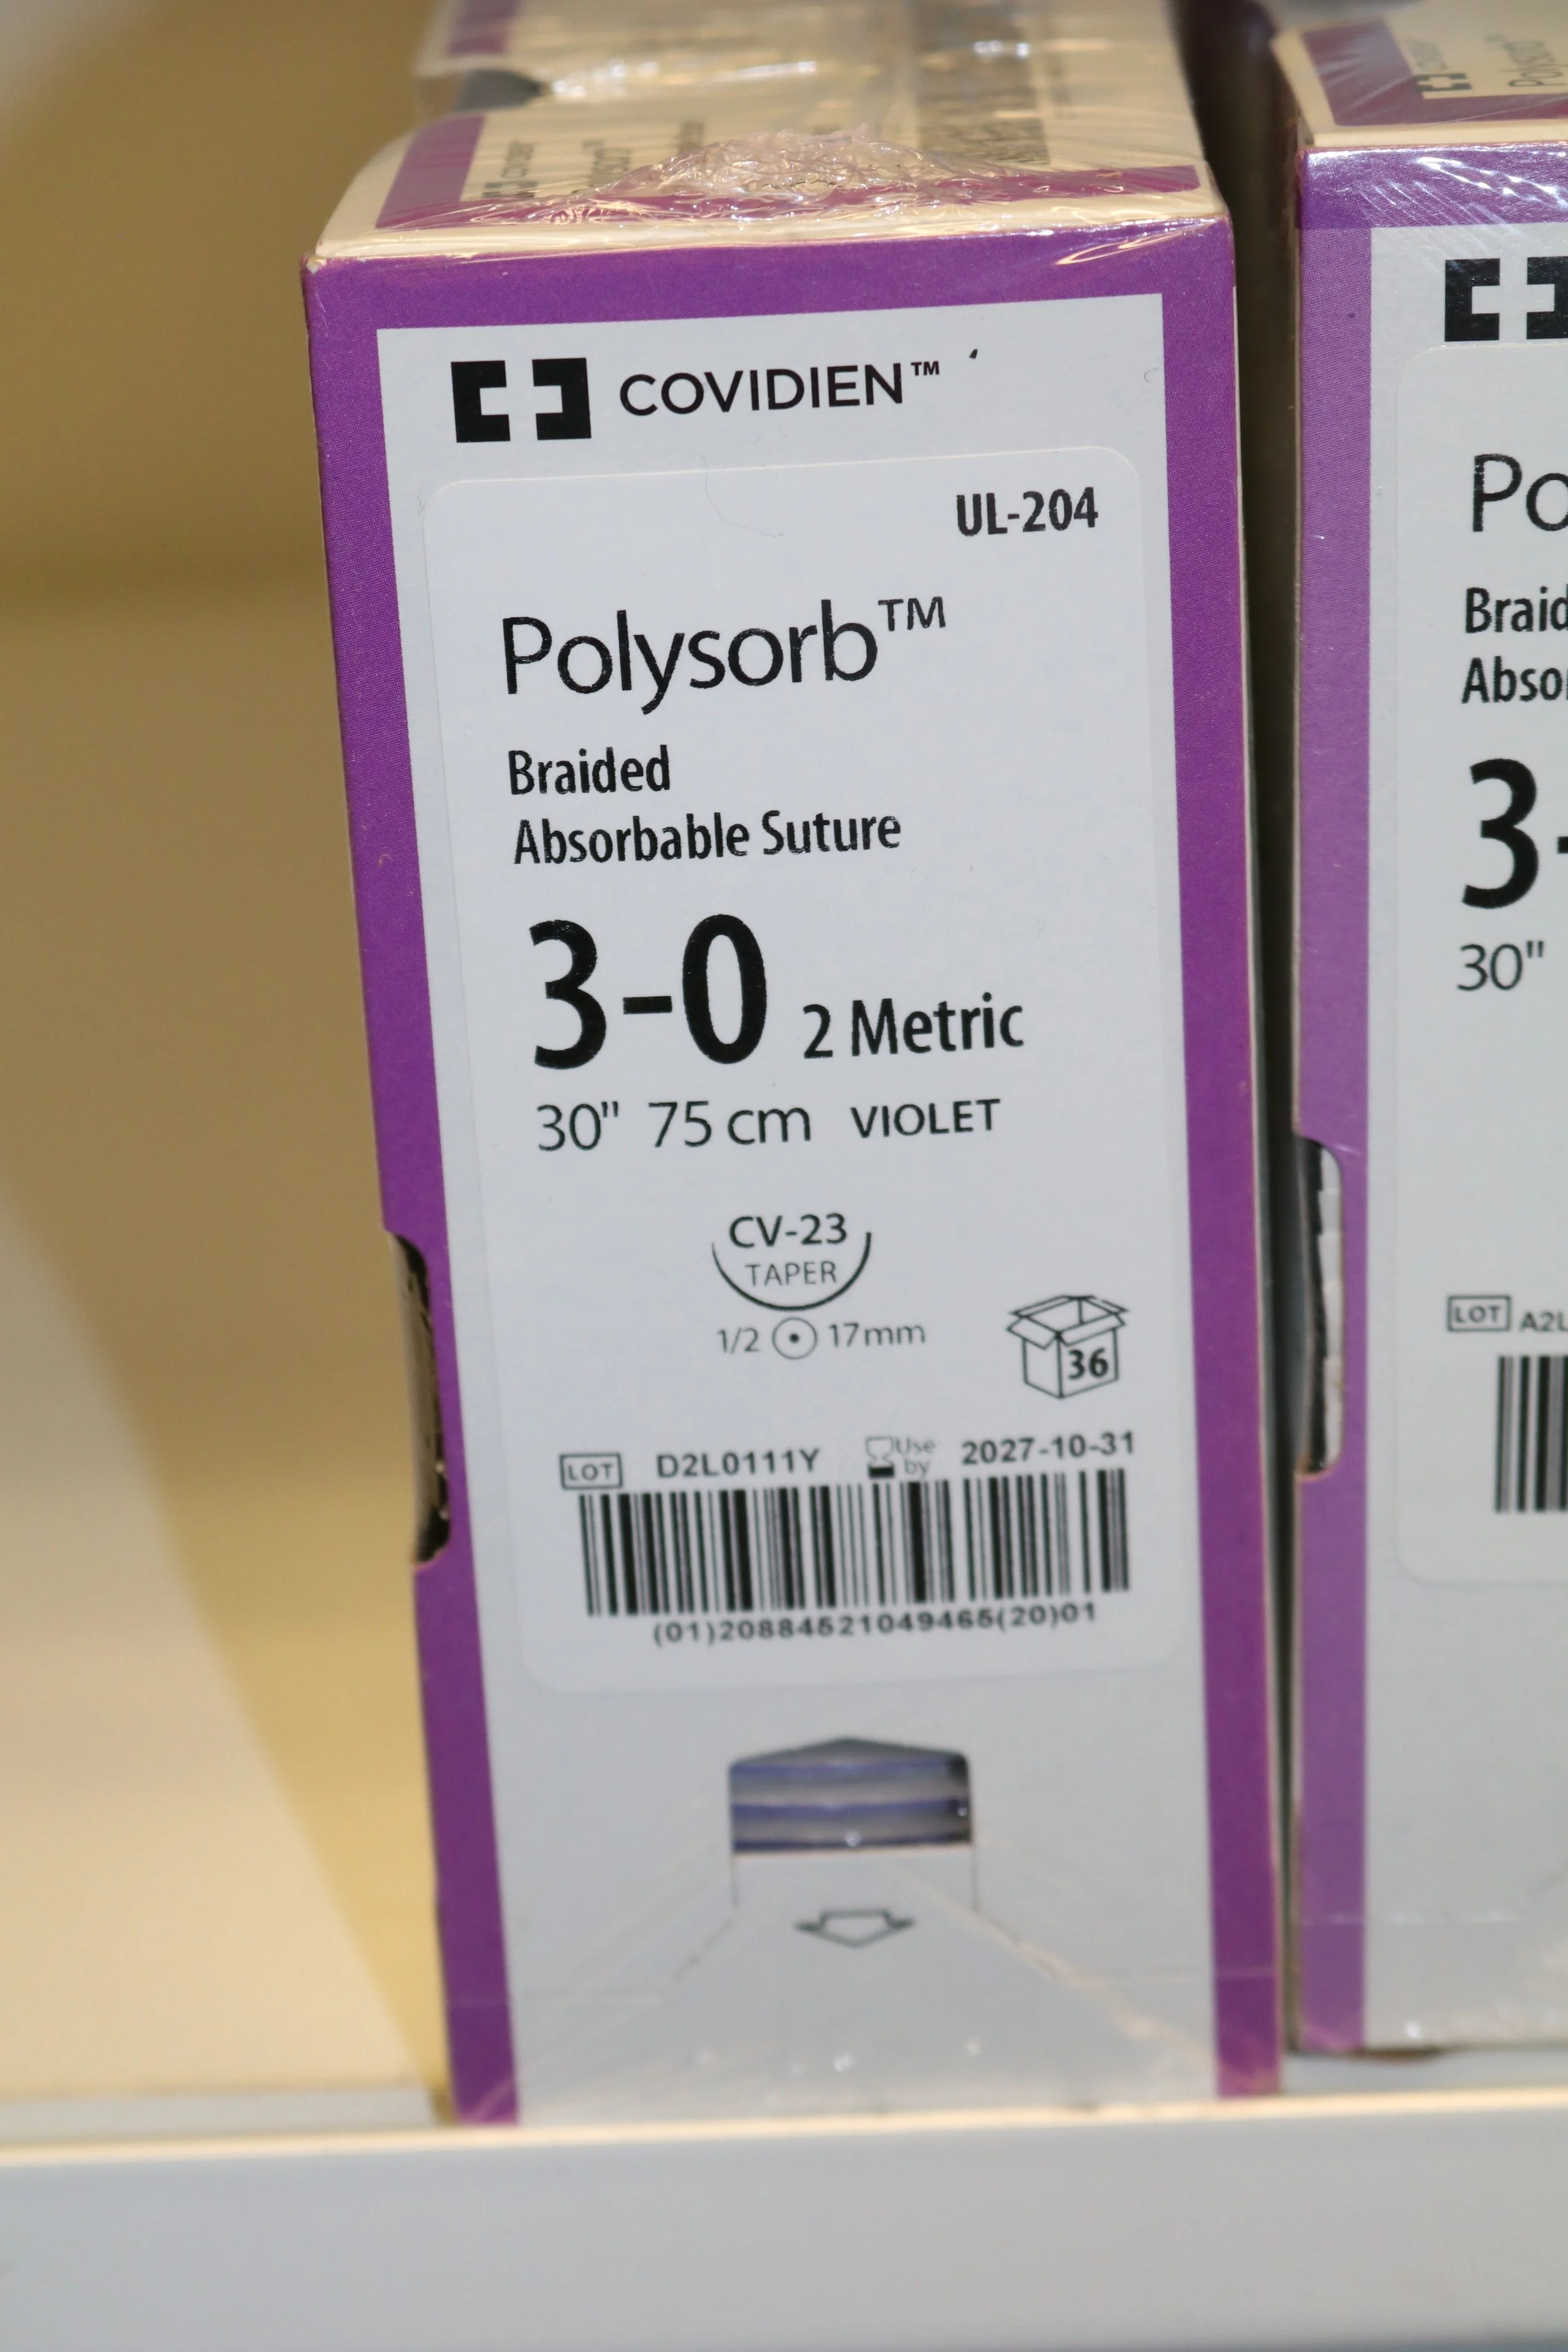 COVIDIEN™
UL-204
Polysorb™
Braided
Absorbable Suture
3-0 2 Metric
30" 75 cm VIOLET
CV-23
TAPER
1/2 17mm
36
LOT D2L0111Y Use by 2027-10-31
(01)20884521049465(20)01
Po
Braid
Abso
3-
30"
LOT A2L